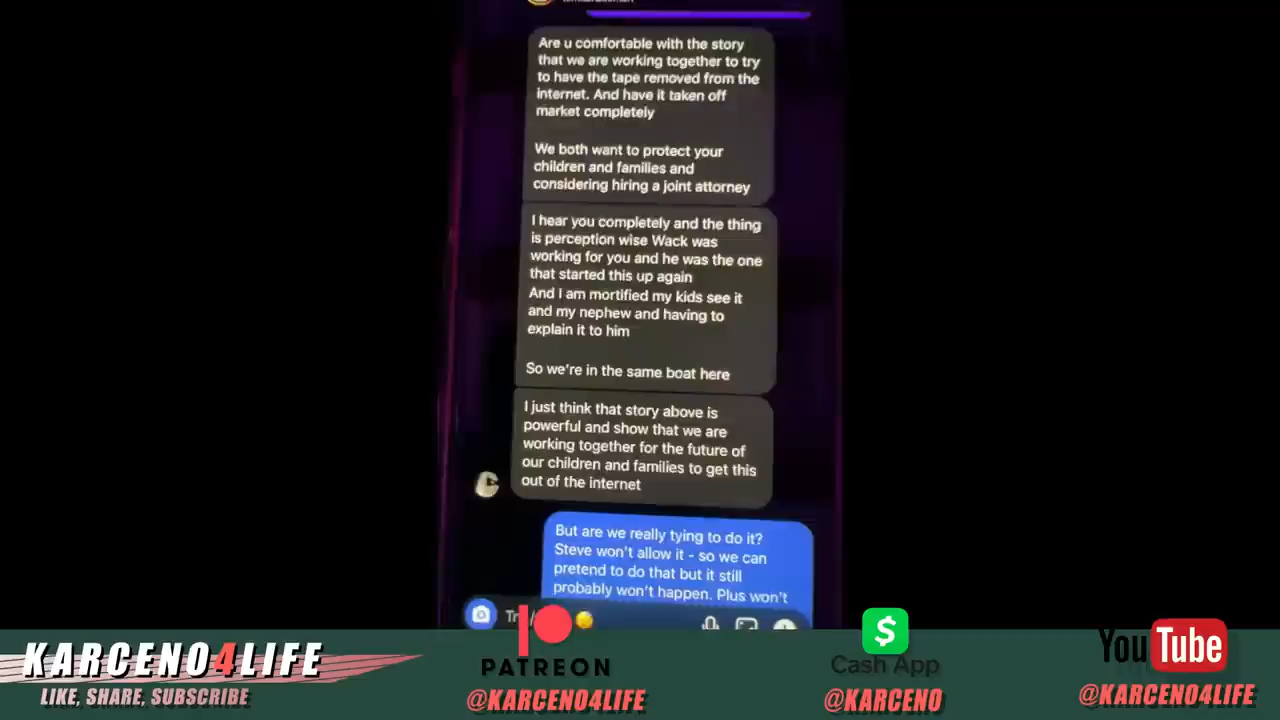 Are u comfortable with the story
that we are working together to try
to have the tape removed from the
internet. And have it taken off
market completely
We both want to protect your
children and families and
considering hiring a joint attorney
I hear you completely and the thing
is perception wise Wack was
working for you and he was the one
that started this up again
And I am mortified my kids see it
and my nephew and having to
explain it to him
So we're in the same boat here
I just think that story above is
powerful and show that we are
working together for the future of
our children and families to get this
out of the internet
But are we really tying to do it?
Steve won't allow it - so we can
pretend to do that but it still
probably won't happen. Plus won't
KARCENO4LIFE
LIKE, SHARE, SUBSCRIBE
PATREON
@KARCENO4LIFE
$
Cash App
@KARCENO
YouTube
@KARCENO4LIFE